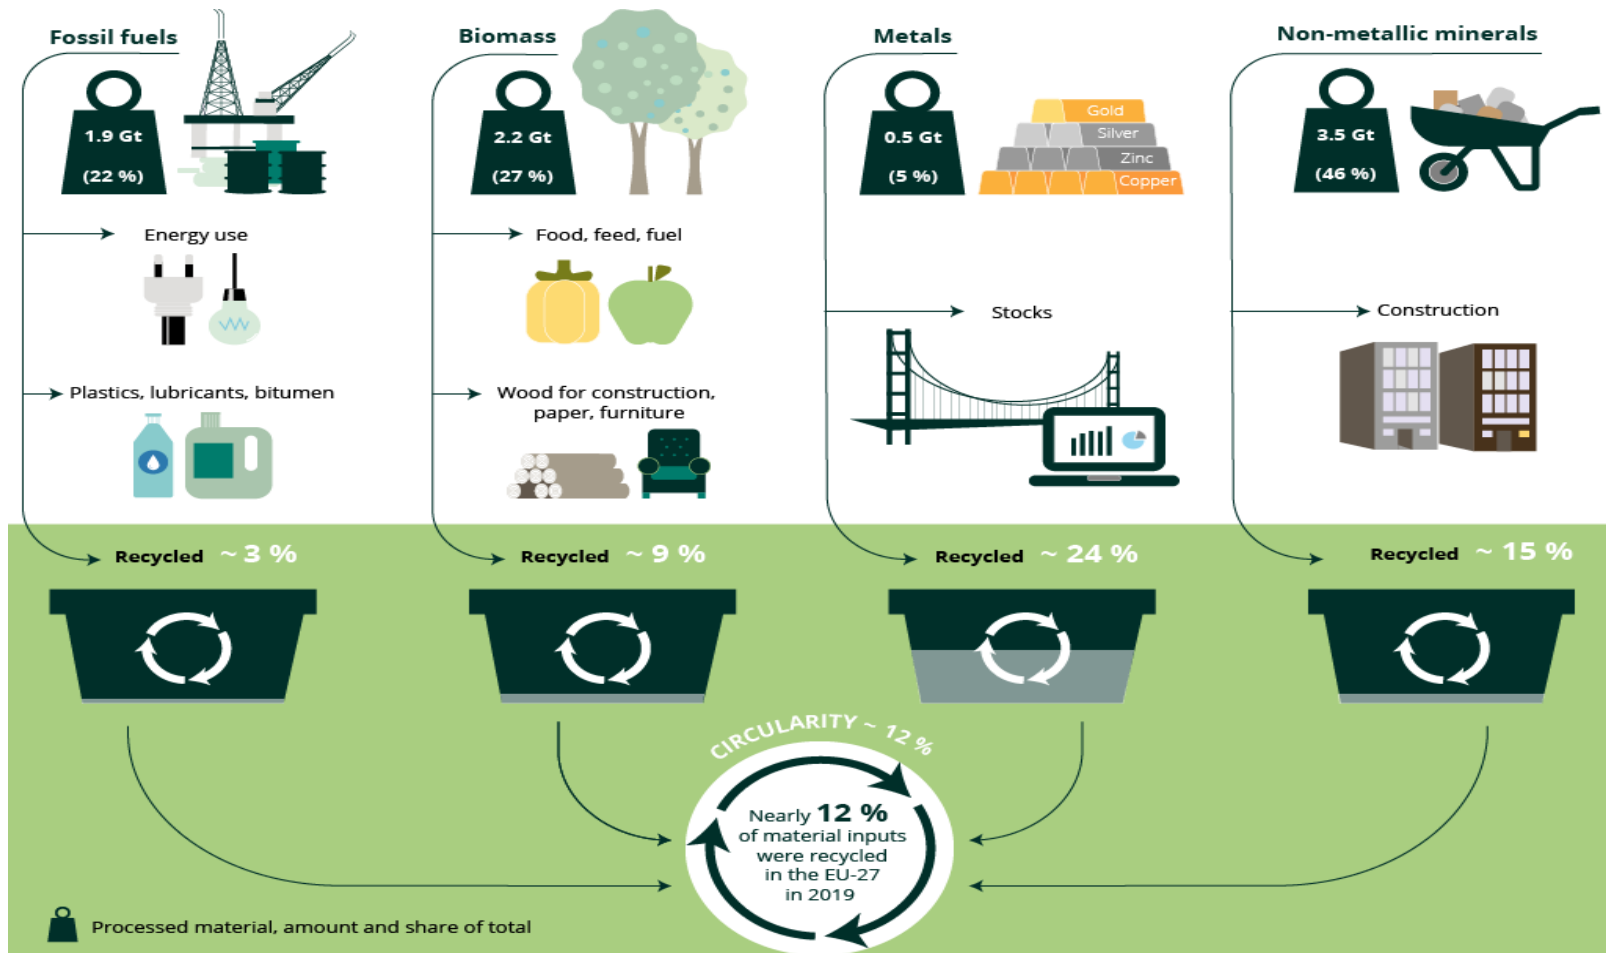 Fossil fuels
1.9 Gt
(22 %)
Energy use
Plastics, lubricants, bitumen
Recycled ~ 3 %
Biomass
2.2 Gt
(27 %)
Food, feed, fuel
Wood for construction,
paper, furniture
Recycled ~ 9 %
Metals
0.5 Gt
(5 %)
Gold
Silver
Zinc
Copper
Stocks
Recycled ~ 24 %
Non-metallic minerals
3.5 Gt
(46 %)
Construction
Recycled ~ 15 %
CIRCULARITY ~ 12 %
Nearly 12 %
of material inputs
were recycled
in the EU-27
in 2019
Processed material, amount and share of total